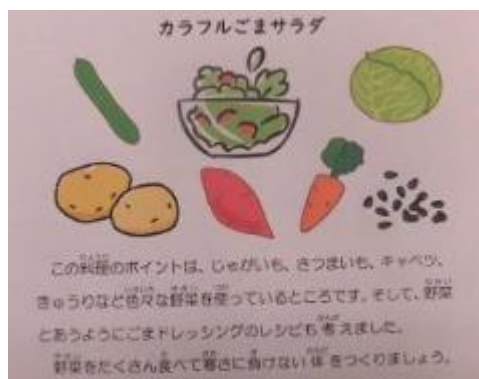 カラフルごまサラダ
この料理のポイントは、じゃがいも、さつまいも、キャベツ、
きゅうりなど色々な野菜を使っているところです。そして、野菜
とあうようにごまドレッシングのレシピも考えました。
野菜をたくさん食べて寒さに負けない体をつくりましょう。